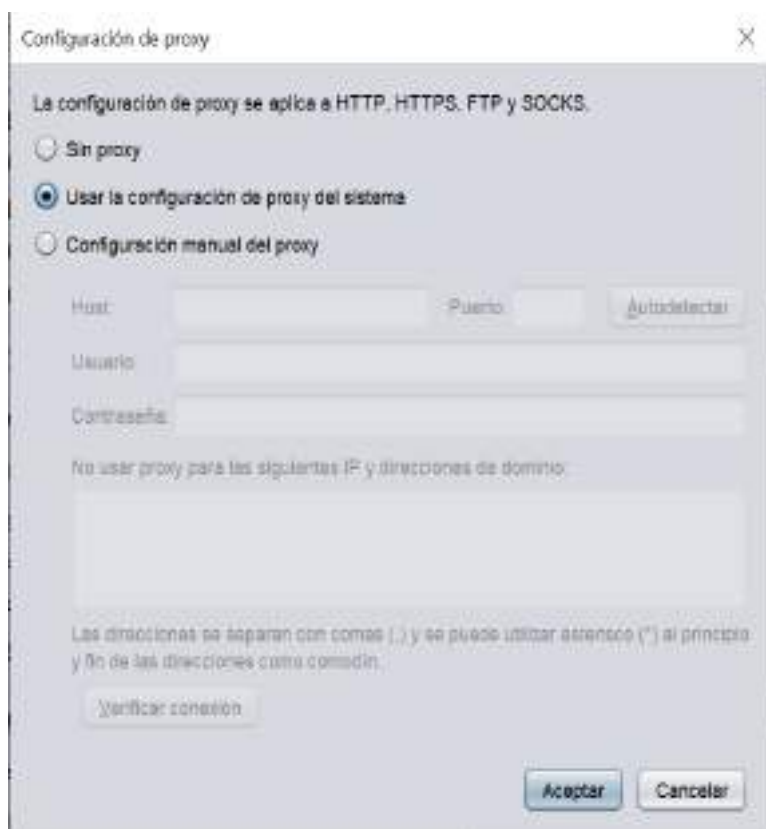 Configuración de proxy
La configuración de proxy se aplica a HTTP, HTTPS, FTP y SOCKS.
Sin proxy
Usar la configuración de proxy del sistema
Configuración manual del proxy
Host: Puerto: Autodetectar
Usuario:
Contraseña:
No usar proxy para las siguientes IP y direcciones de dominio:
Las direcciones se separan con comas (,) y se puede utilizar asterisco (*) al principio
y fin de las direcciones como comodín.
Verificar conexión
Aceptar Cancelar